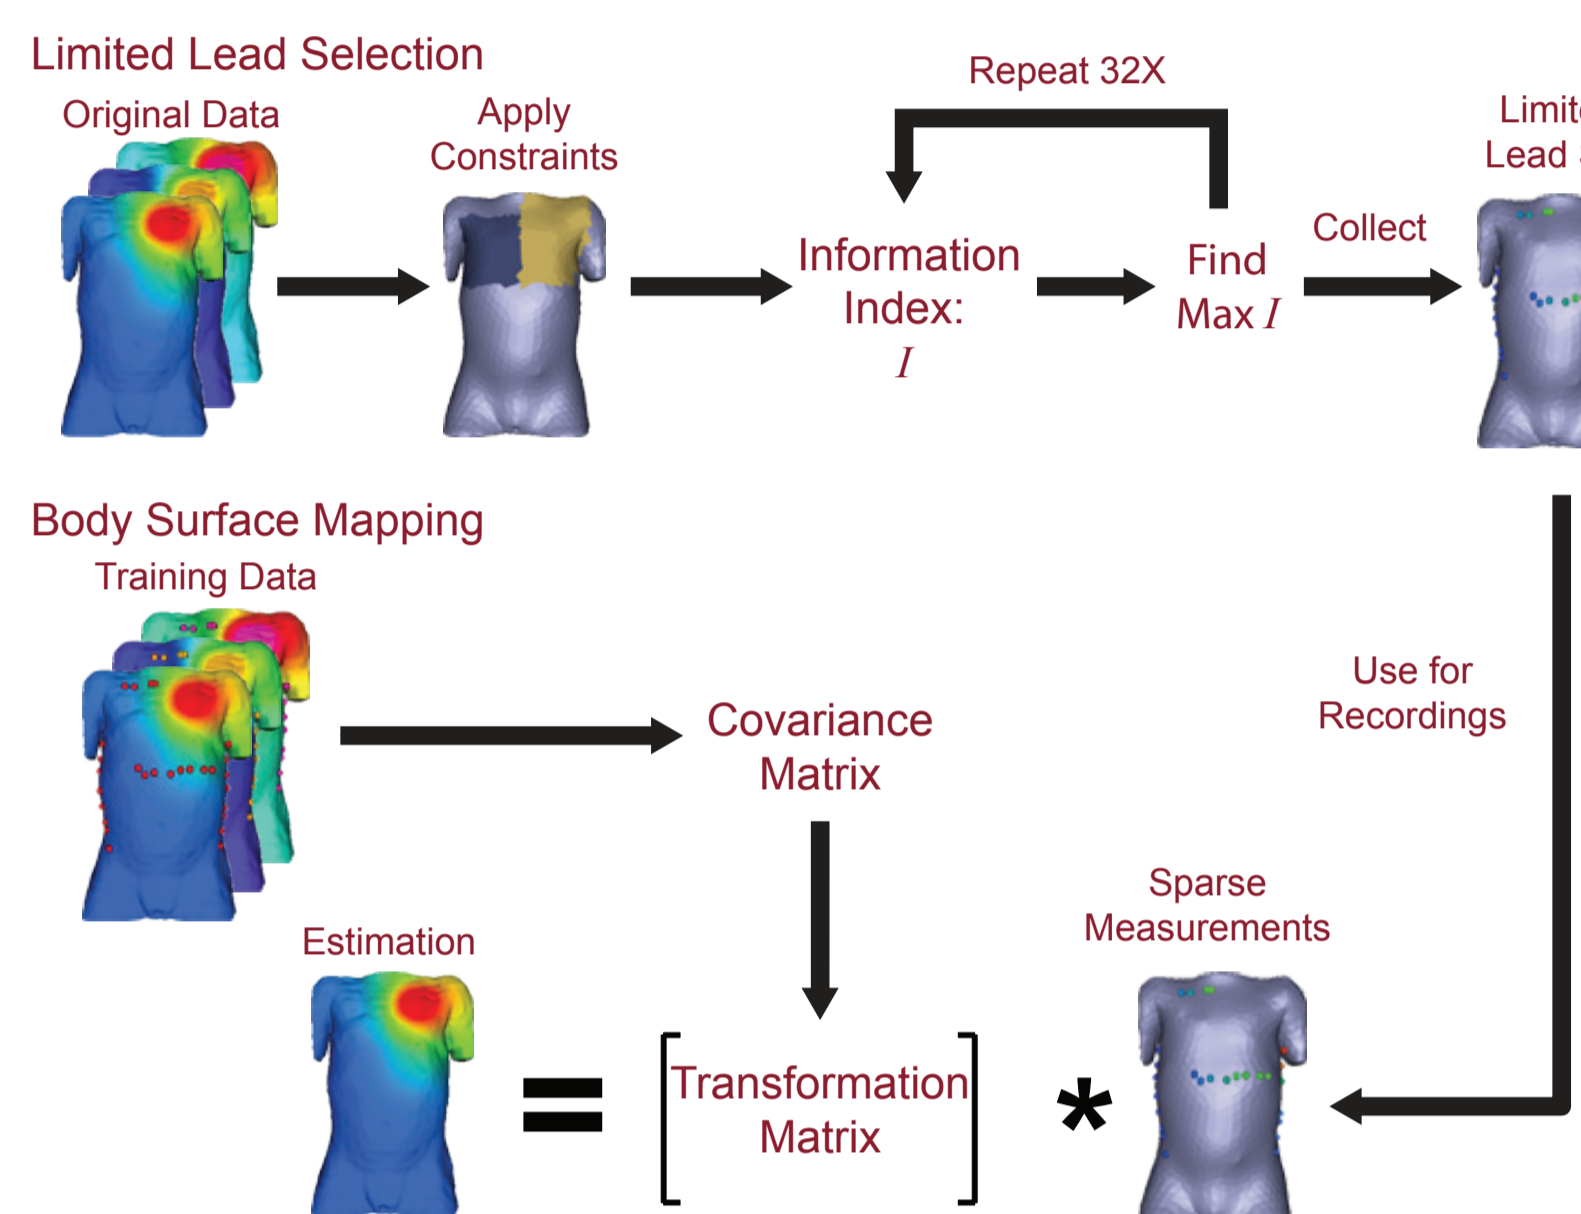 Limited Lead Selection
Original Data
Apply
Constraints
Repeat 32X
Information
Index:
I
Find
Max I
Collect
Lead
Body Surface Mapping
Training Data
Covariance
Matrix
Use for
Recordings
Sparse
Measurements
Estimation
=
[Transformation
Matrix]
*